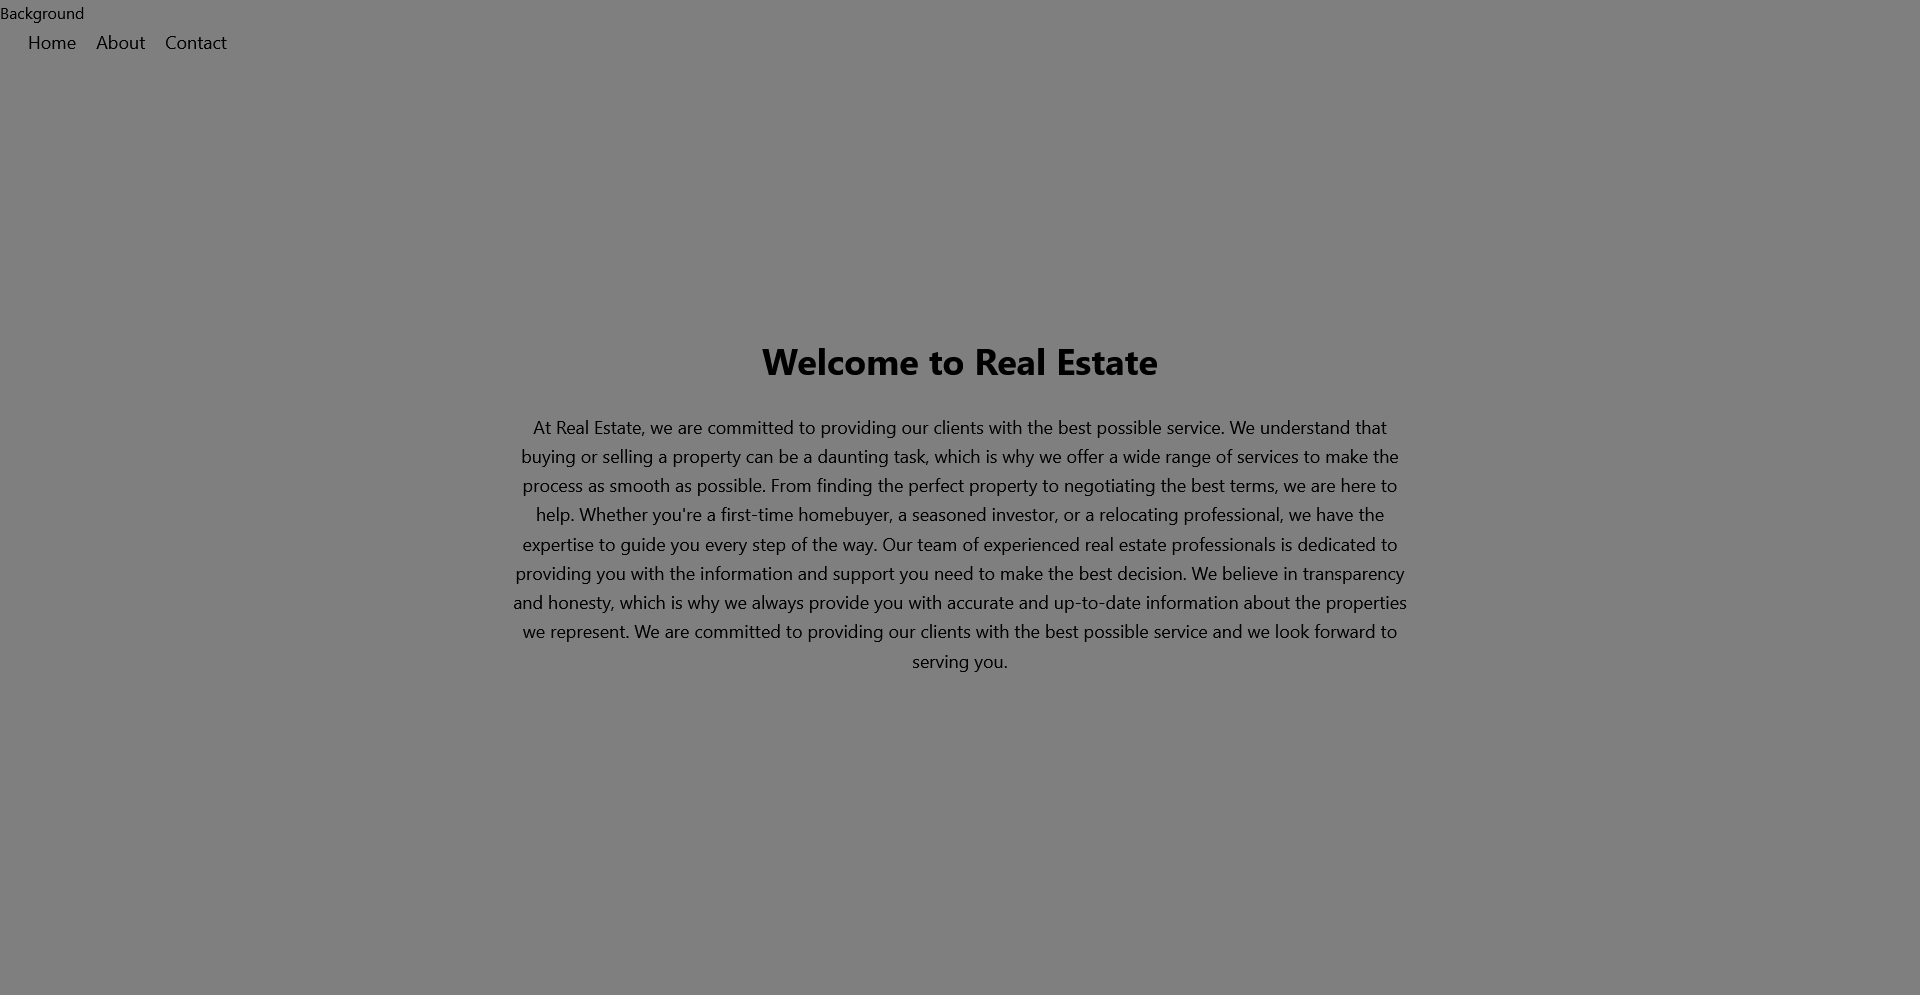 Background
Home About Contact
Welcome to Real Estate
At Real Estate, we are committed to providing our clients with the best possible service. We understand that
buying or selling a property can be a daunting task, which is why we offer a wide range of services to make the
process as smooth as possible. From finding the perfect property to negotiating the best terms, we are here to
help. Whether you're a first-time homebuyer, a seasoned investor, or a relocating professional, we have the
expertise to guide you every step of the way. Our team of experienced real estate professionals is dedicated to
providing you with the information and support you need to make the best decision. We believe in transparency
and honesty, which is why we always provide you with accurate and up-to-date information about the properties
we represent. We are committed to providing our clients with the best possible service and we look forward to
serving you.